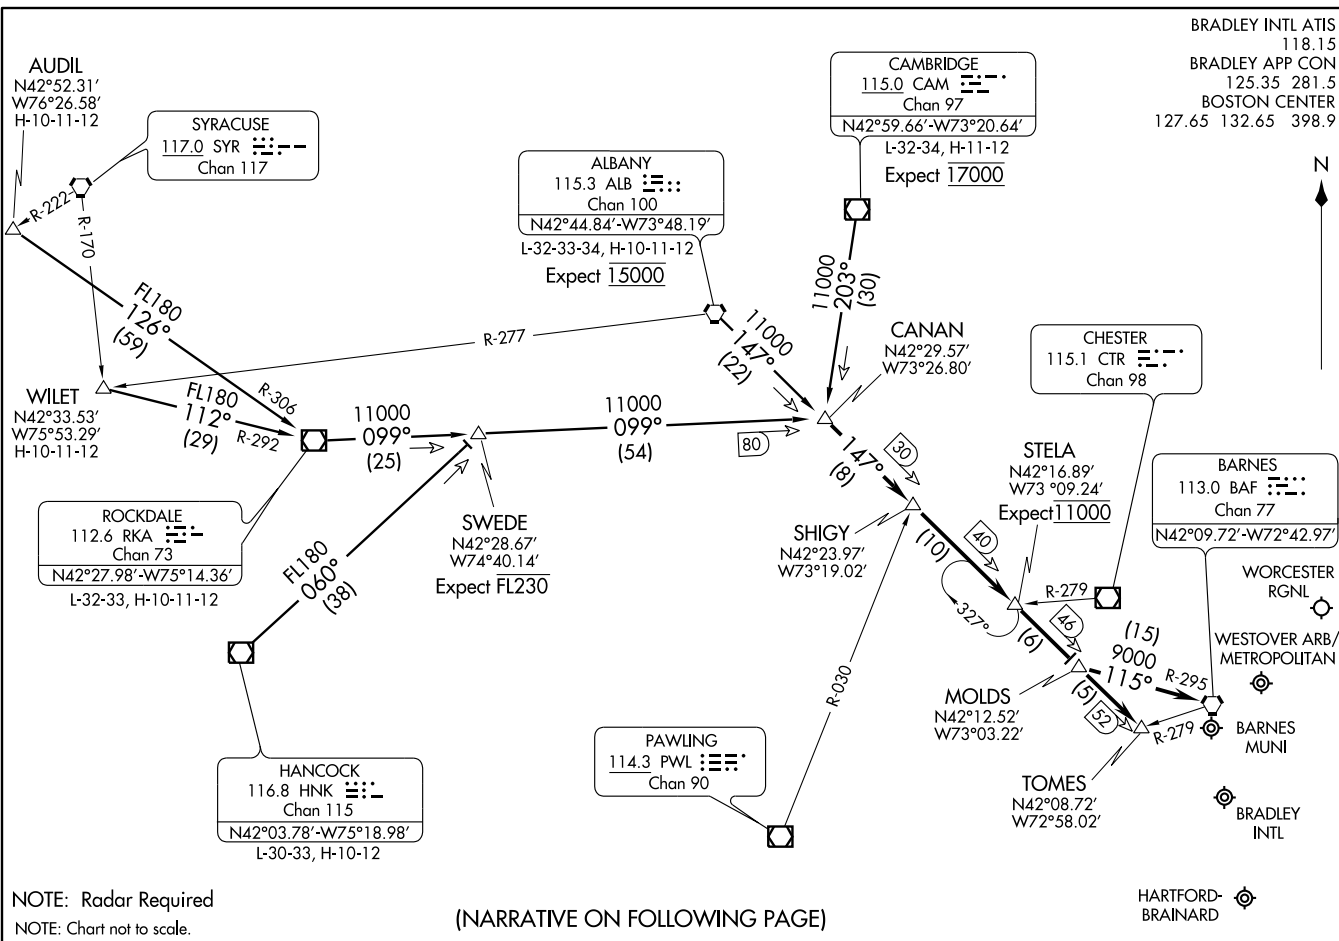 BRADLEY INTL ATIS
118.15
BRADLEY APP CON
125.35 281.5
BOSTON CENTER
127.65 132.65 398.9
N
AUDIL
N42°52.31'
W76°26.58'
H-10-11-12
SYRACUSE
117.0 SYR
Chan 117
ALBANY
115.3 ALB
Chan 100
N42°44.84'-W73°48.19'
L-32-33-34, H-10-11-12
Expect 15000
CAMBRIDGE
115.0 CAM
Chan 97
N42°59.66'-W73°20.64'
L-32-34, H-11-12
Expect 17000
R-222
R-170
FL180
126°
(59)
R-306
R-277
11000
147°
(22)
11000
203°
(30)
CANAN
N42°29.57'
W73°26.80'
CHESTER
115.1 CTR
Chan 98
WILET
N42°33.53'
W75°53.29'
H-10-11-12
FL180
112°
(29)
R-292
11000
099°
(25)
11000
099°
(54)
80
147°
(8)
30
STELA
N42°16.89'
W73°09.24'
Expect 11000
BARNES
113.0 BAF
Chan 77
N42°09.72'-W72°42.97'
ROCKDALE
112.6 RKA
Chan 73
N42°27.98'-W75°14.36'
L-32-33, H-10-11-12
SWEDE
N42°28.67'
W74°40.14'
Expect FL230
SHIGY
N42°23.97'
W73°19.02'
(10)
40
327°
R-279
(6)
46
FL180
060°
(38)
R-030
(15)
9000
115°
R-295
(5)
52
R-279
WORCESTER
RGNL
WESTOVER ARB/
METROPOLITAN
BARNES
MUNI
MOLDS
N42°12.52'
W73°03.22'
TOMES
N42°08.72'
W72°58.02'
BRADLEY
INTL
HANCOCK
116.8 HNK
Chan 115
N42°03.78'-W75°18.98'
L-30-33, H-10-12
PAWLING
114.3 PWL
Chan 90
HARTFORD-
BRAINARD
NOTE: Radar Required
NOTE: Chart not to scale.
(NARRATIVE ON FOLLOWING PAGE)